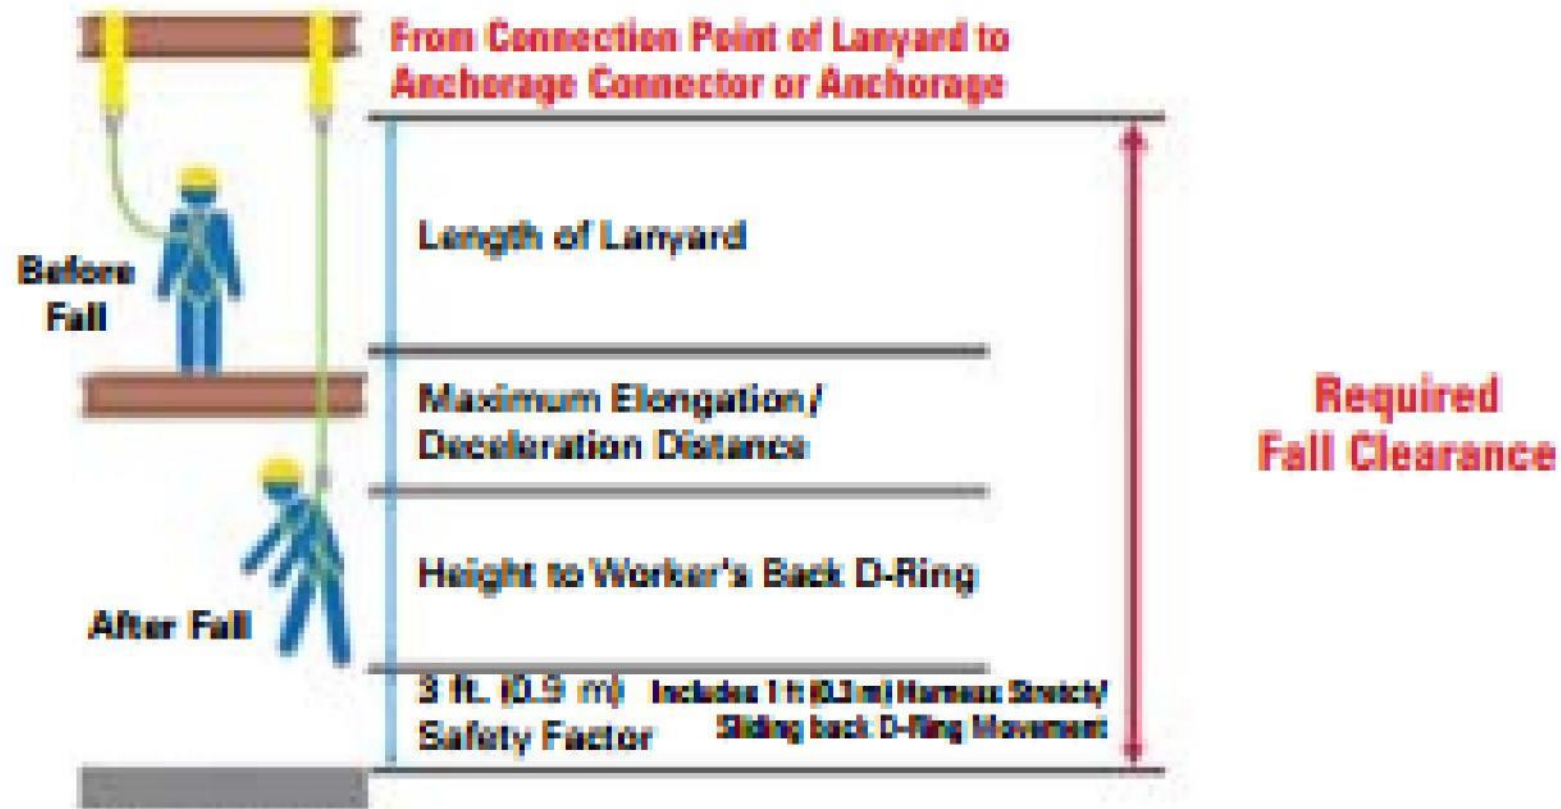 From Connection Point of Lanyard to
Anchorage Connector or Anchorage
Length of Lanyard
Before
Fall
Maximum Elongation/
Deceleration Distance
Required
Fall Clearance
Height to Worker's Back D-Ring
After Fall
3 ft. (0.9 m)
Safety Factor
Includes 1 ft (0.3m) Harness Stretch/
Sliding back D-Ring Movement